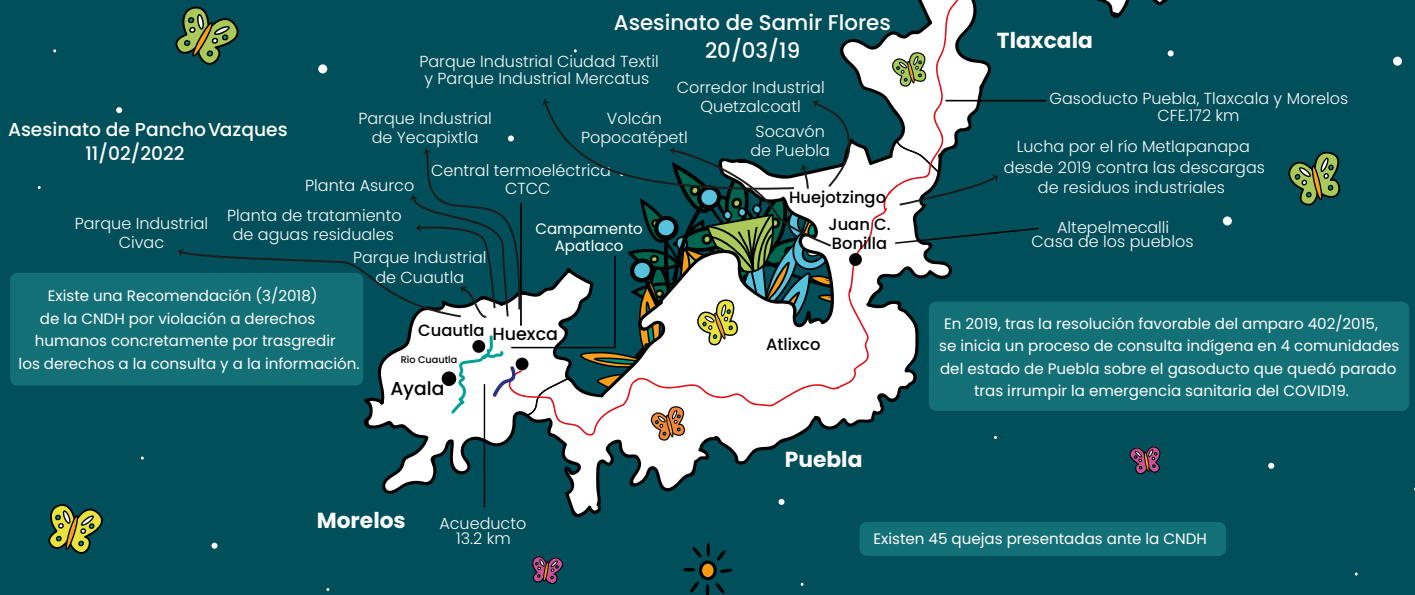 Asesinato de Samir Flores
20/03/19
Tlaxcala
Parque Industrial Ciudad Textil
y Parque Industrial Mercatus
Corredor Industrial
Quetzalcoatl
Gasoducto Puebla, Tlaxcala y Morelos
CFE.172 km
Asesinato de Pancho Vazques
11/02/2022
Parque Industrial
de Yecapixtla
Volcán
Popocatépetl
Socavón
de Puebla
Lucha por el río Metlapanapa
desde 2019 contra las descargas
de residuos industriales
Central termoeléctrica
CTCC
Planta Asurco
Huejotzingo
Parque Industrial
Civac
Planta de tratamiento
de aguas residuales
Campamento
Apatlaco
Juan C.
Bonilla
Altepelmecalli
Casa de los pueblos
Parque Industrial
de Cuautla
Existe una Recomendación (3/2018)
de la CNDH por violación a derechos
humanos concretamente por trasgredir
los derechos a la consulta y a la información.
Cuautla
Huexca
Rio Cuautla
Ayala
Atlixco
En 2019, tras la resolución favorable del amparo 402/2015,
se inicia un proceso de consulta indígena en 4 comunidades
del estado de Puebla sobre el gasoducto que quedó parado
tras irrumpir la emergencia sanitaria del COVID19.
Puebla
Morelos
Acueducto
13.2 km
Existen 45 quejas presentadas ante la CNDH